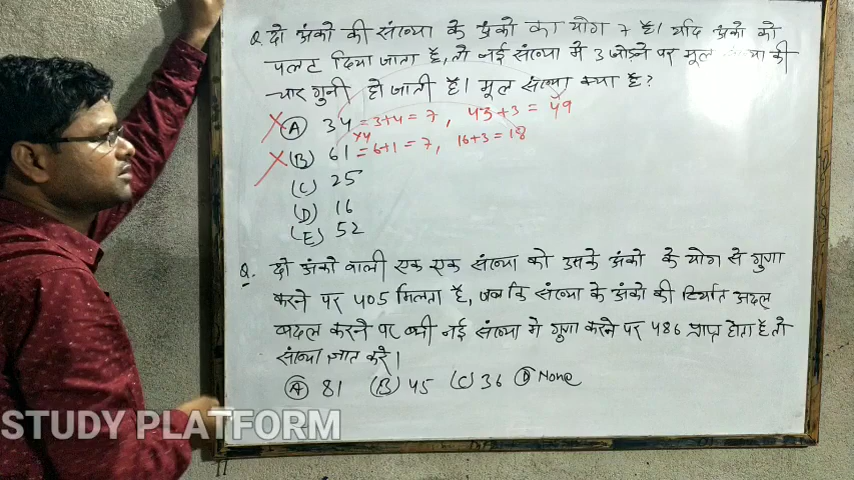 Q. दो अंको की संख्या के अंको का योग 7 है। यदि अंको को
पलट दिया जाता है, तो नई संख्या में 3 जोड़ने पर मूल की
चार गुनी हो जाती है। मूल संख्या क्या है?
(A) 34 = 3+4 = 7, 43+3 = 49
×4
(B) 61 = 6+1 = 7, 16+3 = 18
(C) 25
(D) 16
(E) 52
Q. दो अंको वाली एक एक संख्या को उसके अंको के योग से गुणा
करने पर 405 मिलता है, जब कि संख्या के अंको की स्थिति अदल
बदल करने पर बनी नई संख्या में गुणा करने पर 486 प्राप्त होता है तो
संख्या ज्ञात करें।
(A) 81 (B) 45 (C) 36 (D) None
STUDY PLATFORM